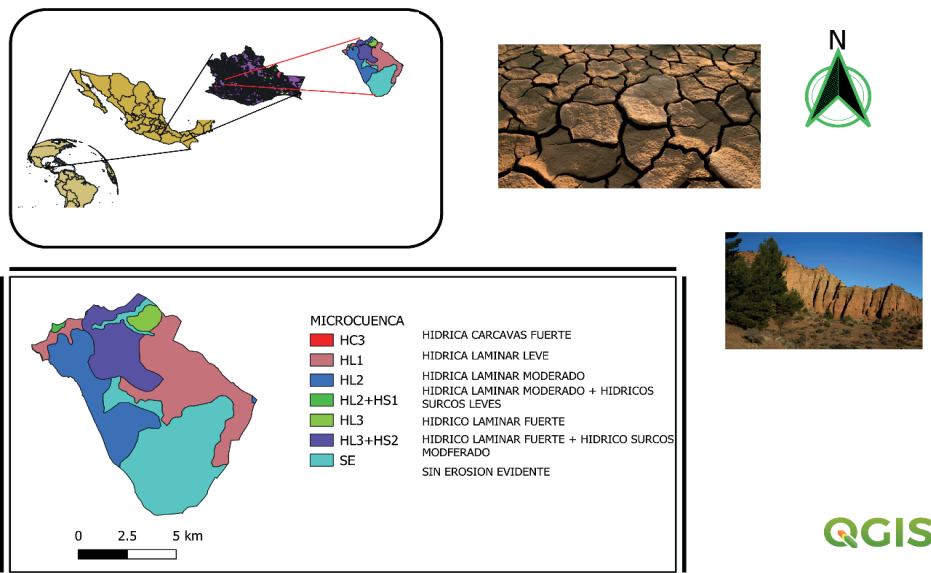 N
MICROCUENCA
HC3 HIDRICA CARCAVAS FUERTE
HL1 HIDRICA LAMINAR LEVE
HL2 HIDRICA LAMINAR MODERADO
HL2+HS1 HIDRICA LAMINAR MODERADO + HIDRICOS
SURCOS LEVES
HL3 HIDRICO LAMINAR FUERTE
HL3+HS2 HIDRICO LAMINAR FUERTE + HIDRICO SURCOS
MODFERADO
SE SIN EROSION EVIDENTE
0 2.5 5 km
QGIS